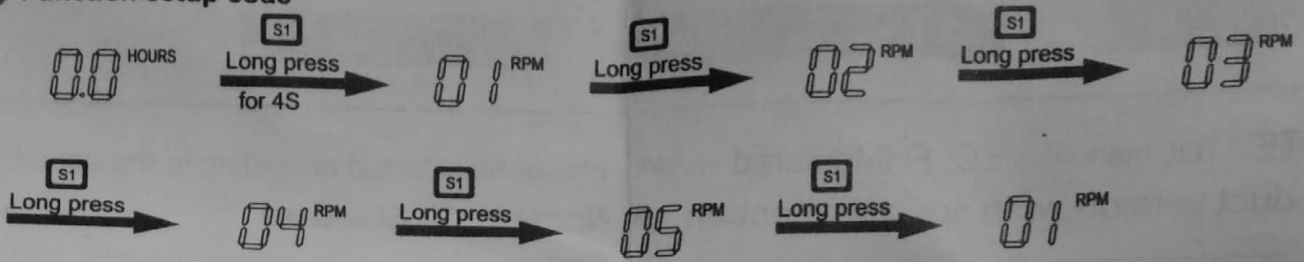 Function setup code
S1 S1 S1
0.0 HOURS Long press for 4S 01 RPM Long press 02 RPM Long press 03 RPM
S1 S1 S1
Long press 04 RPM Long press 05 RPM Long press 01 RPM